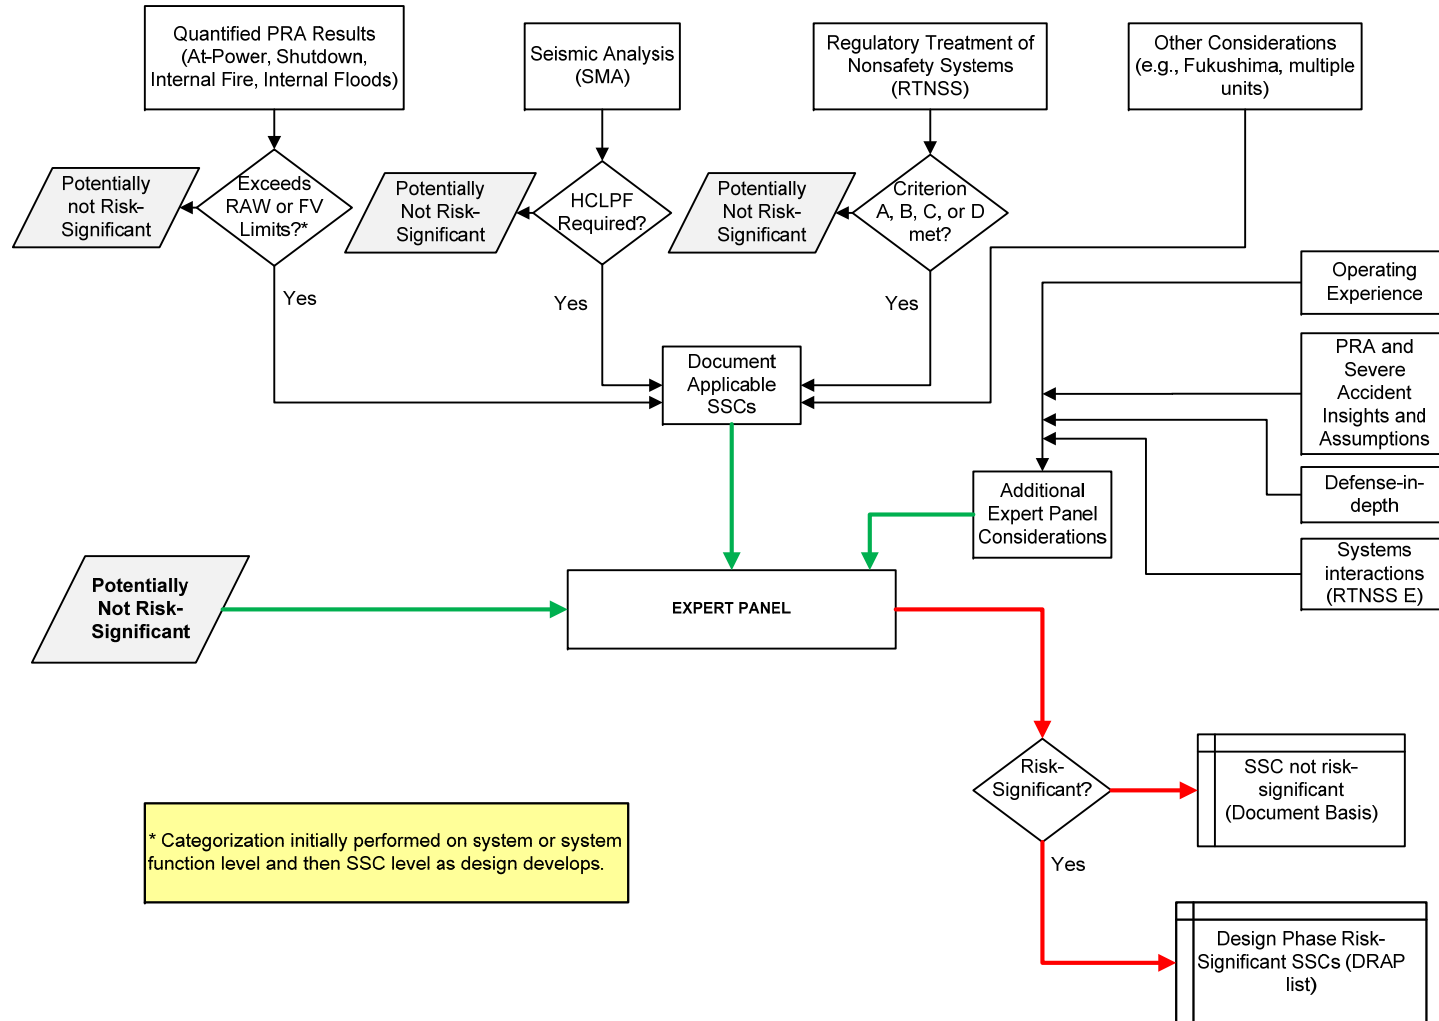 Quantified PRA Results
(At-Power, Shutdown,
Internal Fire, Internal Floods)
Seismic Analysis
(SMA)
Regulatory Treatment of
Nonsafety Systems
(RTNSS)
Other Considerations
(e.g., Fukushima, multiple
units)
Potentially
not Risk-
Significant
Exceeds
RAW or FV
Limits?*
Potentially
Not Risk-
Significant
HCLPF
Required?
Potentially
Not Risk-
Significant
Criterion
A, B, C, or D
met?
Yes
Yes
Yes
Operating
Experience
Document
Applicable
SSCs
PRA and
Severe
Accident
Insights and
Assumptions
Additional
Expert Panel
Considerations
Defense-in-
depth
Systems
interactions
(RTNSS E)
Potentially
Not Risk-
Significant
EXPERT PANEL
Risk-
Significant?
SSC not risk-
significant
(Document Basis)
Yes
* Categorization initially performed on system or system
function level and then SSC level as design develops.
Design Phase Risk-
Significant SSCs (DRAP
list)